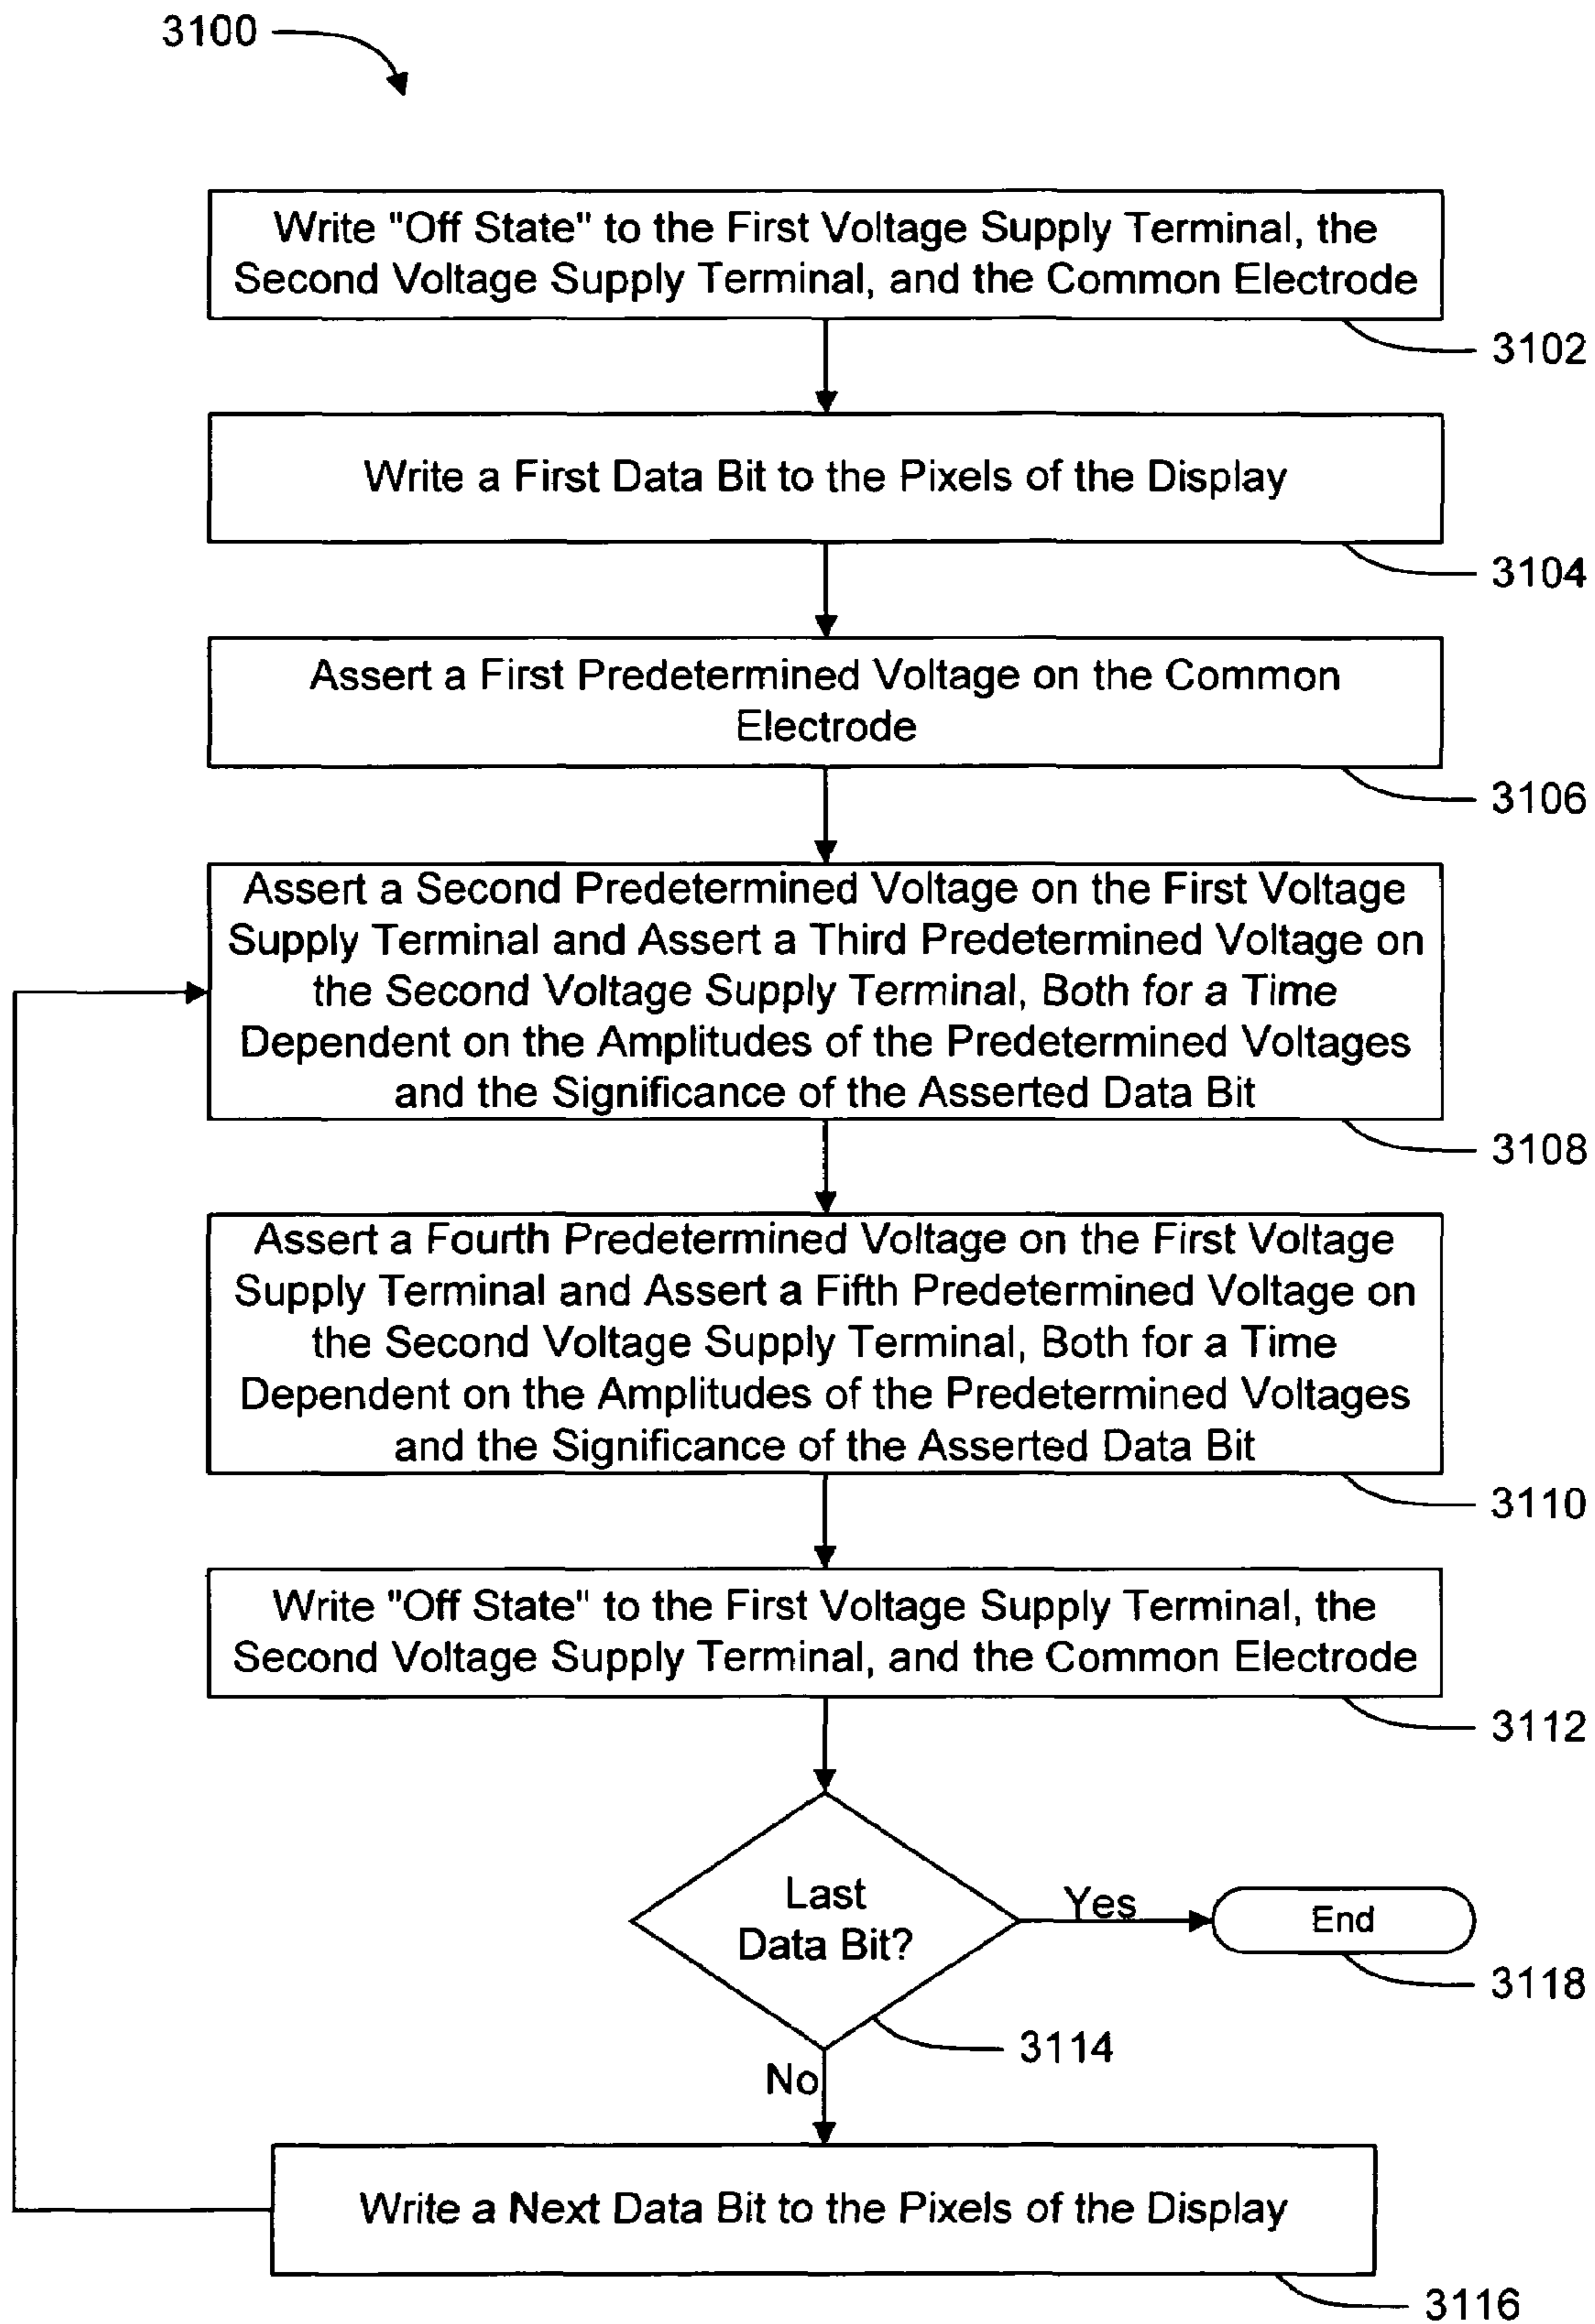 3100
Write "Off State" to the First Voltage Supply Terminal, the
Second Voltage Supply Terminal, and the Common Electrode
3102
Write a First Data Bit to the Pixels of the Display
3104
Assert a First Predetermined Voltage on the Common
Electrode
3106
Assert a Second Predetermined Voltage on the First Voltage
Supply Terminal and Assert a Third Predetermined Voltage on
the Second Voltage Supply Terminal, Both for a Time
Dependent on the Amplitudes of the Predetermined Voltages
and the Significance of the Asserted Data Bit
3108
Assert a Fourth Predetermined Voltage on the First Voltage
Supply Terminal and Assert a Fifth Predetermined Voltage on
the Second Voltage Supply Terminal, Both for a Time
Dependent on the Amplitudes of the Predetermined Voltages
and the Significance of the Asserted Data Bit
3110
Write "Off State" to the First Voltage Supply Terminal, the
Second Voltage Supply Terminal, and the Common Electrode
3112
Last
Data Bit?
Yes
End
3118
3114
No
Write a Next Data Bit to the Pixels of the Display
3116